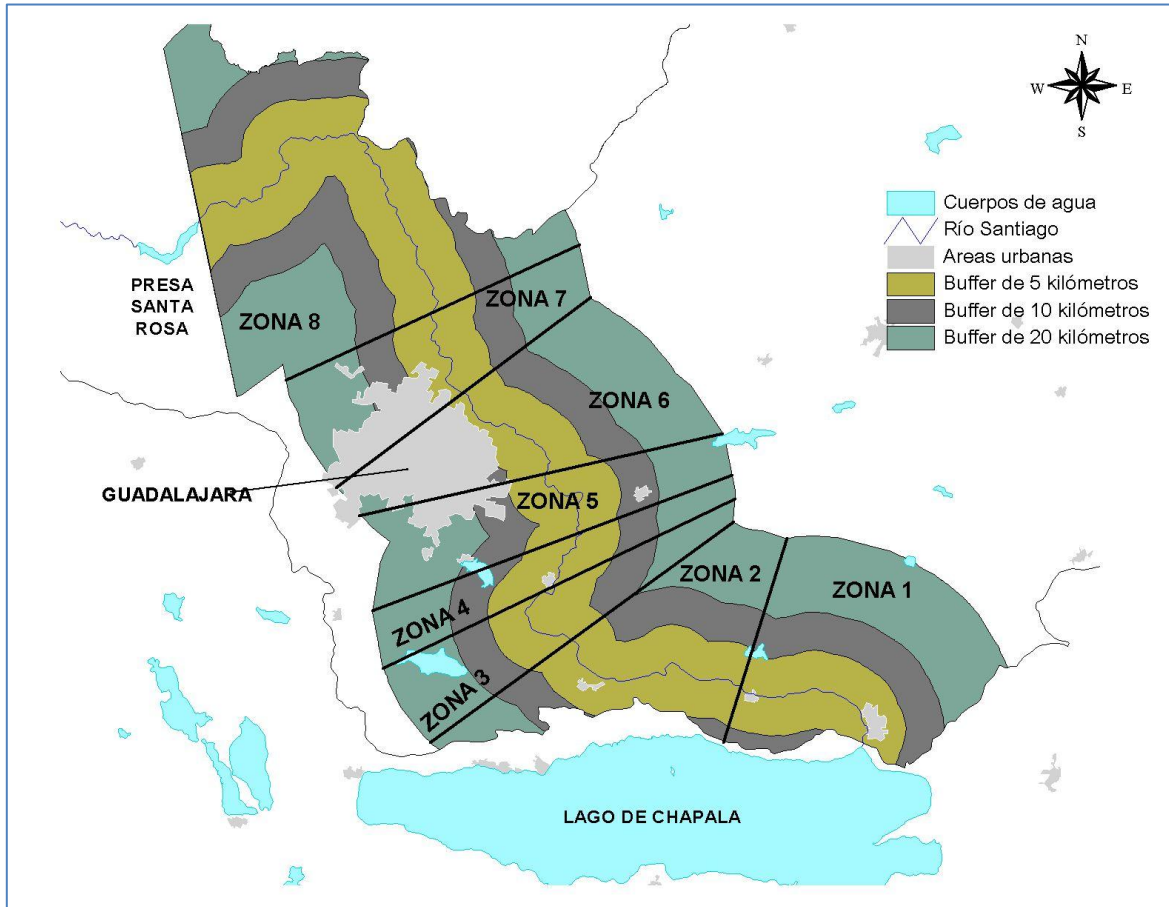 N
W
E
S
Cuerpos de agua
Río Santiago
Areas urbanas
Buffer de 5 kilómetros
Buffer de 10 kilómetros
Buffer de 20 kilómetros
PRESA
SANTA
ROSA
ZONA 8
ZONA 7
ZONA 6
GUADALAJARA
ZONA 5
ZONA 2
ZONA 1
ZONA 4
ZONA 3
LAGO DE CHAPALA